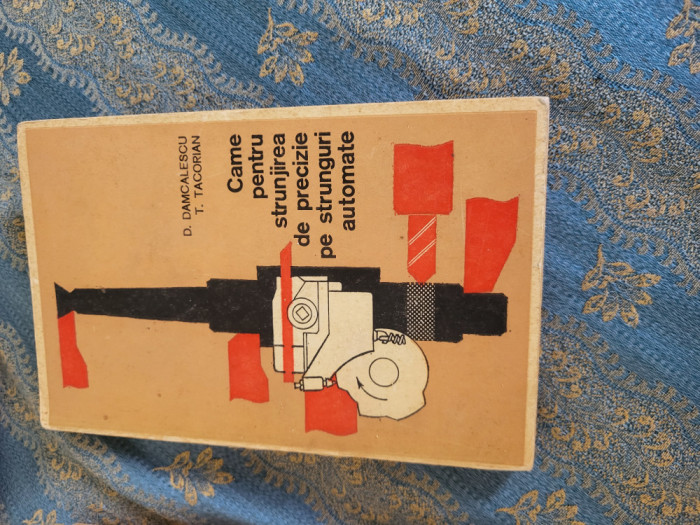 D. DAMCALESCU
T. TACORIAN
Came
pentru
strunjirea
de precizie
pe strunguri
automate